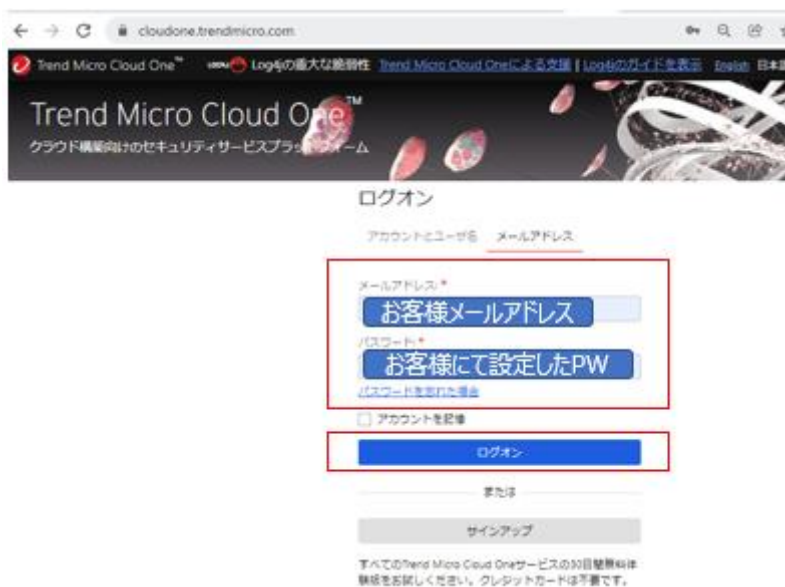 cloudone.trendmicro.com
Trend Micro Cloud One™ Log4jの重大な脆弱性 Trend Micro Cloud Oneによる支援 | Log4jのガイドを表示 English 日本語
Trend Micro Cloud One™
クラウド構築向けのセキュリティサービスプラットフォーム
ログオン
アカウントとユーザ名 メールアドレス
メールアドレス: *
お客様メールアドレス
パスワード: *
お客様にて設定したPW
パスワードを忘れた場合
アカウントを記憶
ログオン
または
サインアップ
すべてのTrend Micro Cloud Oneサービスの30日間無料体
験版をお試しください。クレジットカードは不要です。